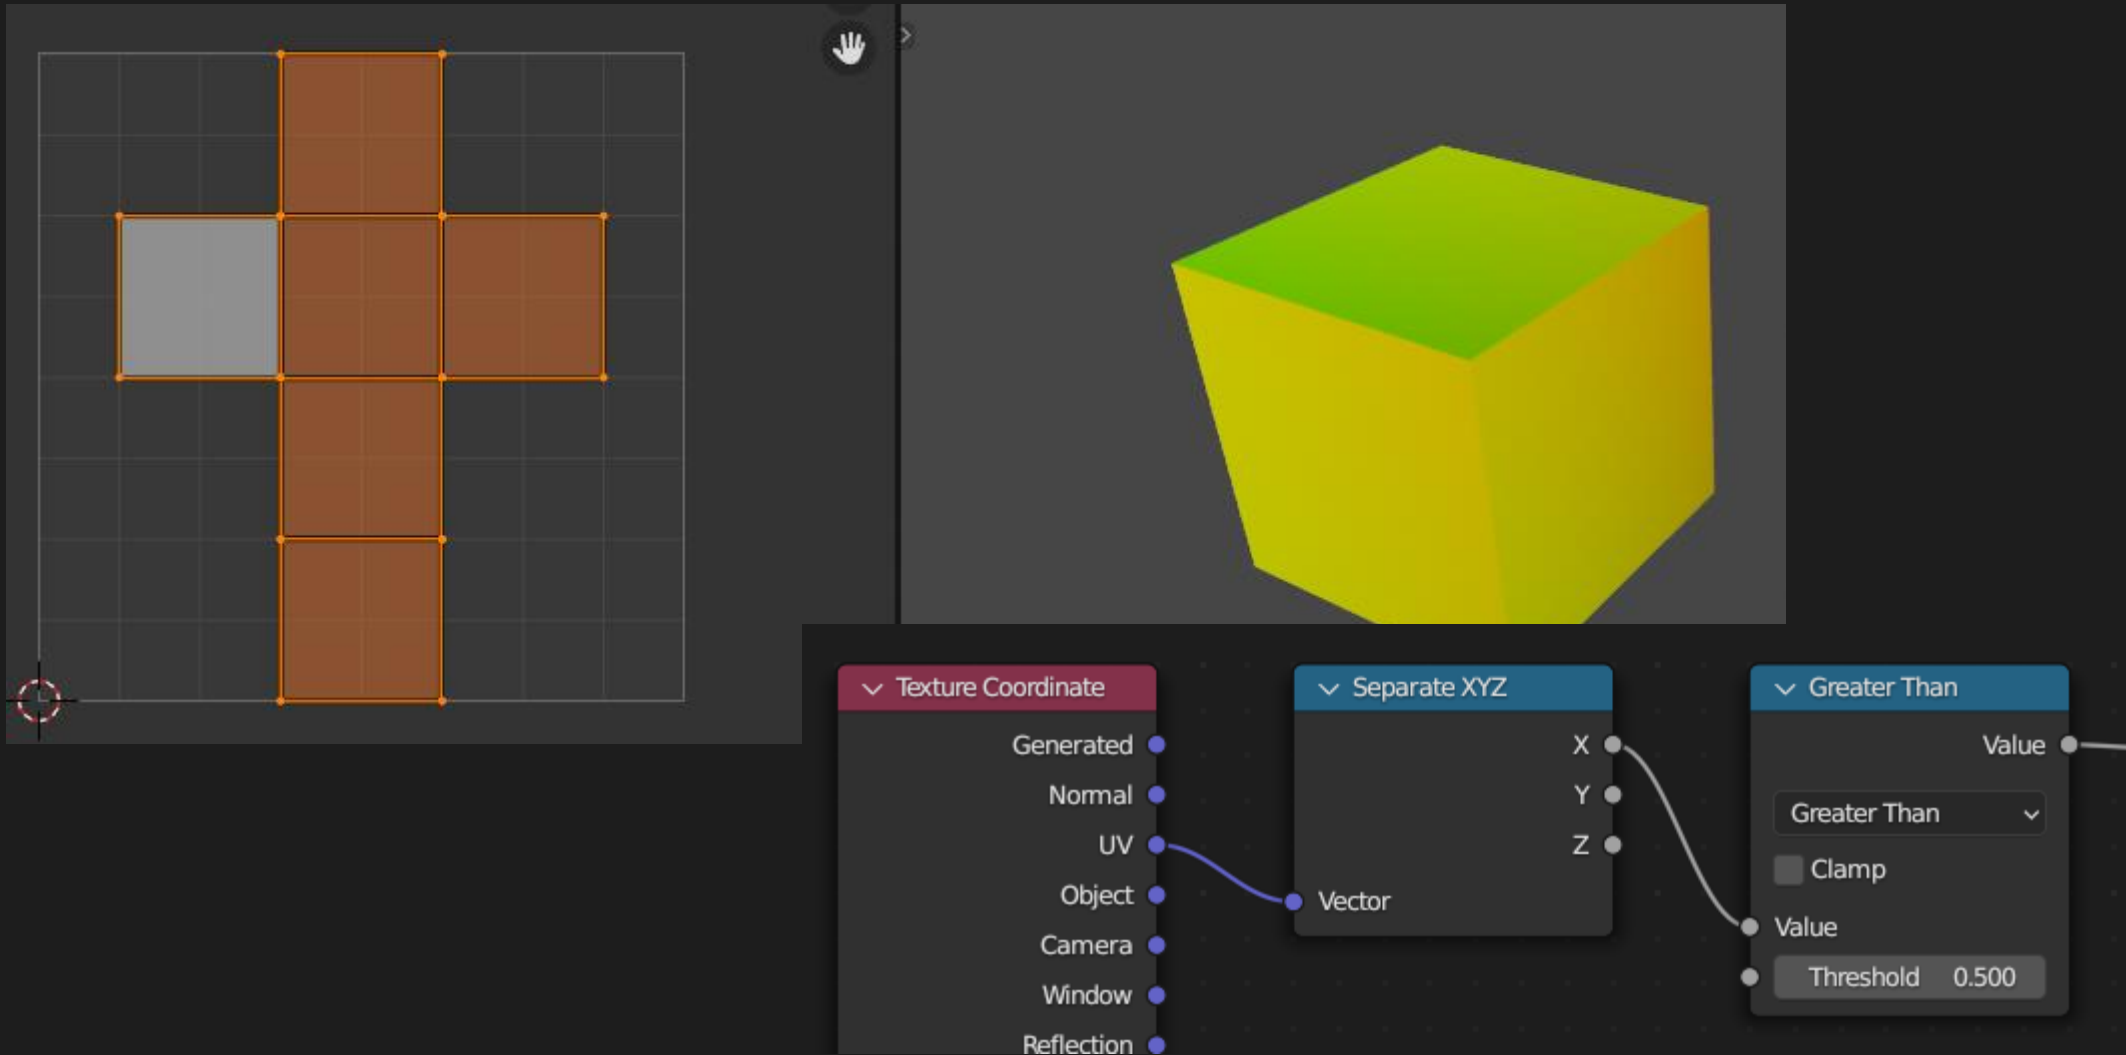 Texture Coordinate
Generated
Normal
UV
Object
Camera
Window
Reflection
Separate XYZ
X
Y
Z
Vector
Greater Than
Value
Greater Than
Clamp
Value
Threshold 0.500